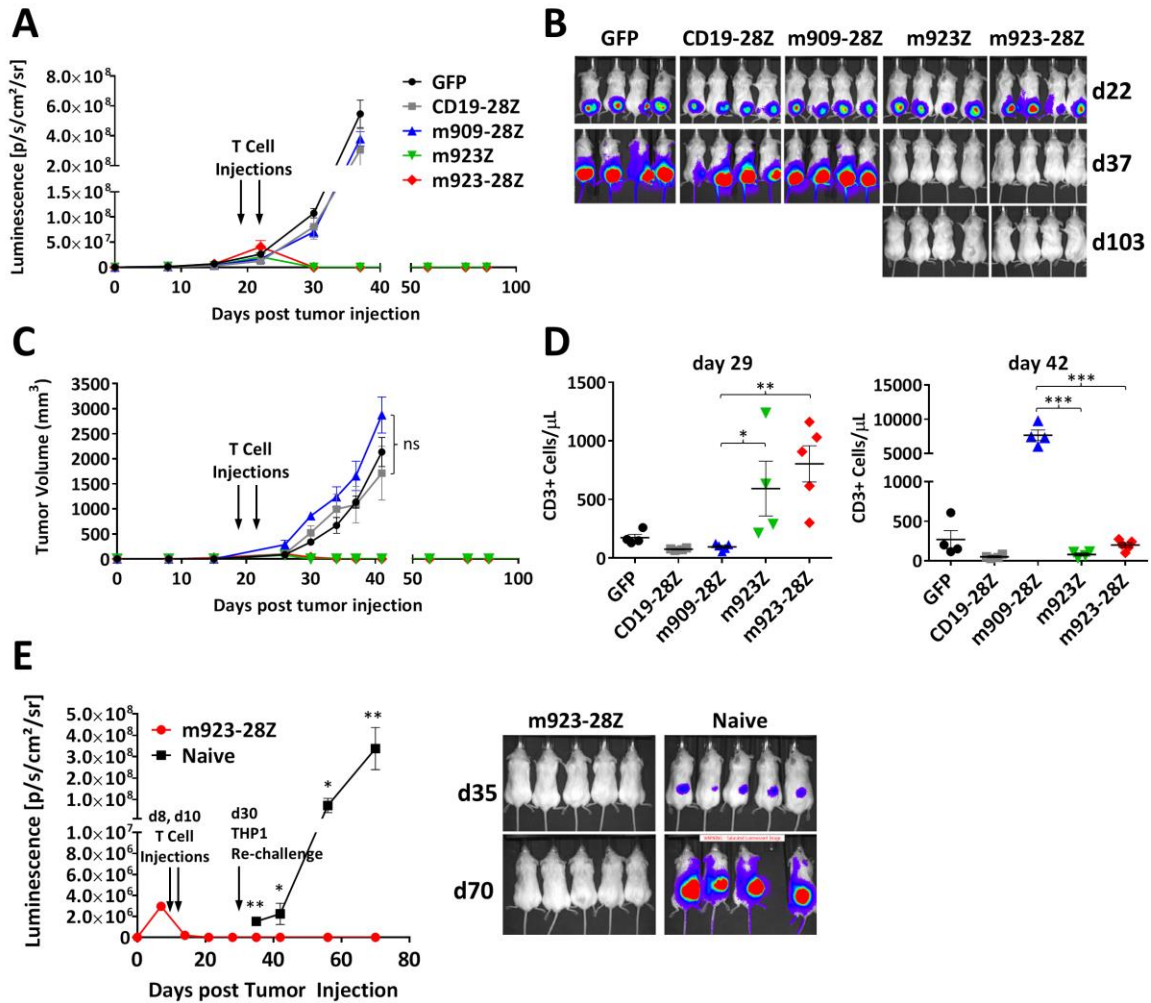 A
Luminescence [p/s/cm²/sr]
8.0×10⁸
6.0×10⁸
4.0×10⁸
2.0×10⁸
1.5×10⁸
1.0×10⁸
5.0×10⁷
0
T Cell
Injections
GFP
CD19-28Z
m909-28Z
m923Z
m923-28Z
0 10 20 30 40 50 100
Days post tumor injection
B
GFP CD19-28Z m909-28Z m923Z m923-28Z
d22
d37
d103
C
Tumor Volume (mm³)
3500
3000
2500
2000
1500
1000
500
0
T Cell
Injections
ns
0 10 20 30 40 50 100
Days post tumor injection
D
day 29
CD3+ Cells/µL
1500
1000
500
0
**
*
GFP
CD19-28Z
m909-28Z
m923Z
m923-28Z
day 42
CD3+ Cells/µL
15000
10000
5000
500
0
***
***
GFP
CD19-28Z
m909-28Z
m923Z
m923-28Z
E
Luminescence [p/s/cm²/sr]
5.0×10⁸
4.0×10⁸
3.0×10⁸
2.0×10⁸
1.0×10⁸
1.0×10⁷
8.0×10⁶
6.0×10⁶
4.0×10⁶
2.0×10⁶
0
m923-28Z
Naive
d8, d10
T Cell
Injections
d30
THP1
Re-challenge
**
*
*
**
0 20 40 60 80
Days post Tumor Injection
m923-28Z Naive
d35
d70